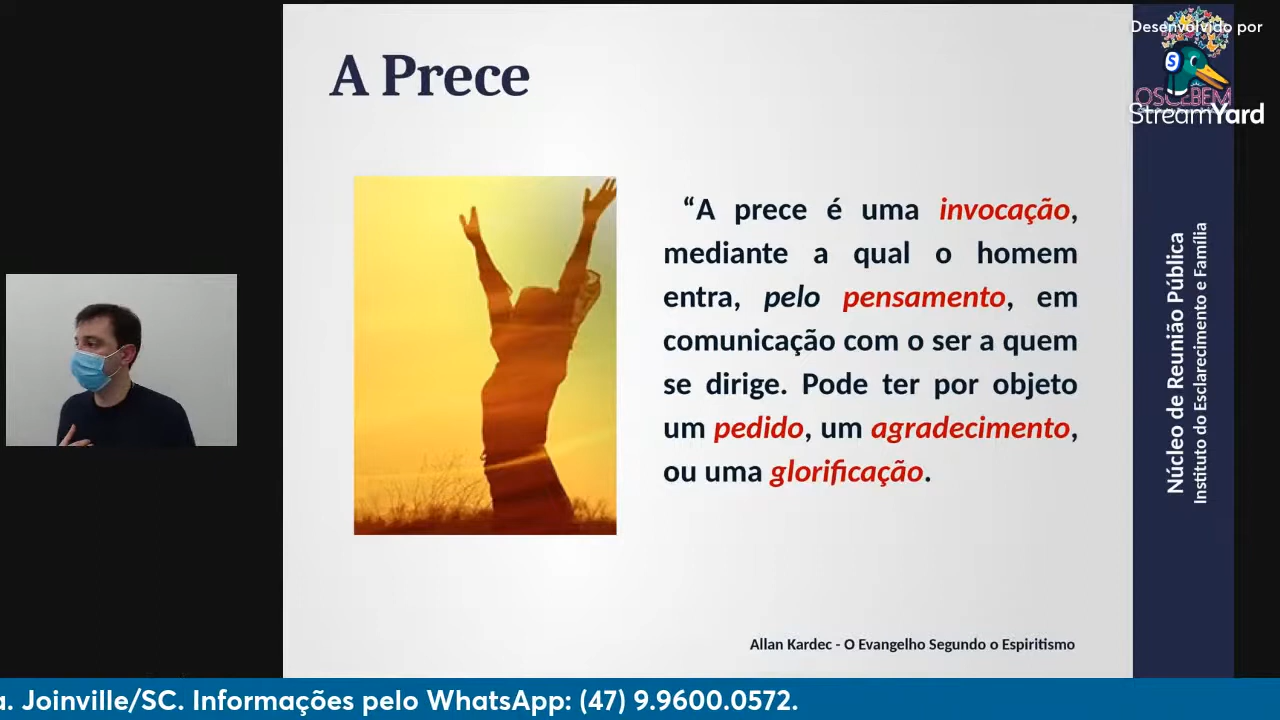 A Prece
“A prece é uma invocação,
mediante a qual o homem
entra, pelo pensamento, em
comunicação com o ser a quem
se dirige. Pode ter por objeto
um pedido, um agradecimento,
ou uma glorificação.
Allan Kardec - O Evangelho Segundo o Espiritismo
Desenvolvido por
S
OSCEBEM
StreamYard
Núcleo de Reunião Pública
Instituto do Esclarecimento e Família
a. Joinville/SC. Informações pelo WhatsApp: (47) 9.9600.0572.